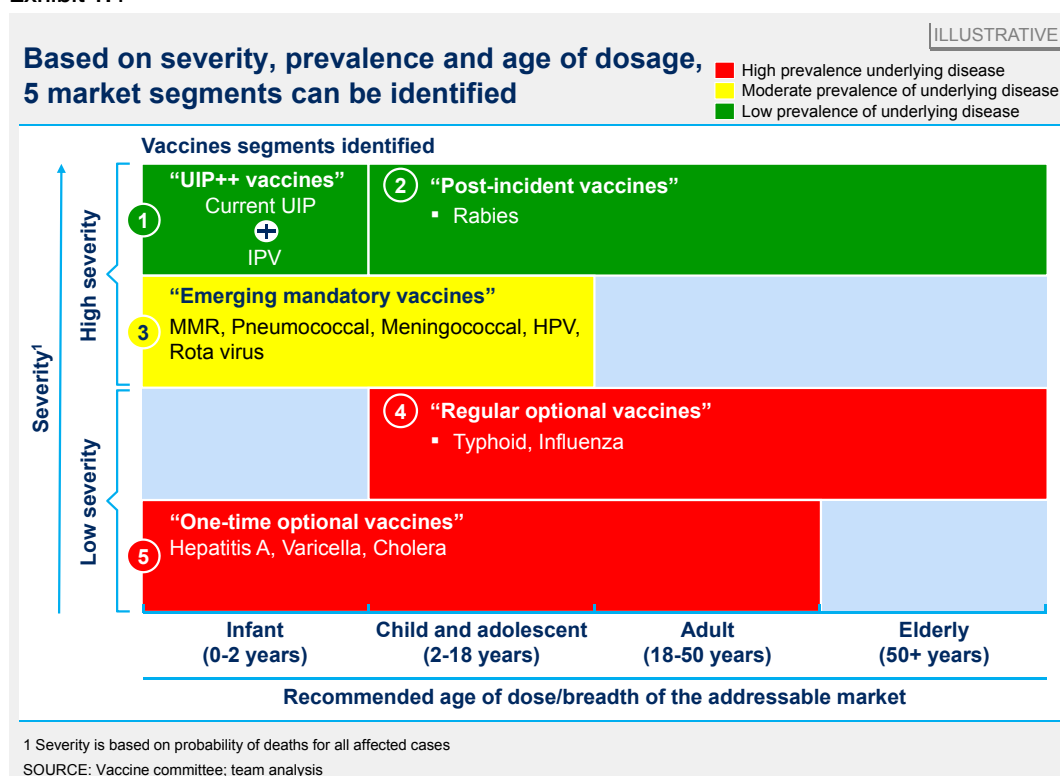 ILLUSTRATIVE
Based on severity, prevalence and age of dosage,
5 market segments can be identified
High prevalence underlying disease
Moderate prevalence of underlying disease
Low prevalence of underlying disease
Vaccines segments identified
Severity¹
High severity
Low severity
1
“UIP++ vaccines”
Current UIP
+
IPV
2
“Post-incident vaccines”
▪ Rabies
3
“Emerging mandatory vaccines”
MMR, Pneumococcal, Meningococcal, HPV,
Rota virus
4
“Regular optional vaccines”
▪ Typhoid, Influenza
5
“One-time optional vaccines”
Hepatitis A, Varicella, Cholera
Infant
(0-2 years)
Child and adolescent
(2-18 years)
Adult
(18-50 years)
Elderly
(50+ years)
Recommended age of dose/breadth of the addressable market
1 Severity is based on probability of deaths for all affected cases
SOURCE: Vaccine committee; team analysis